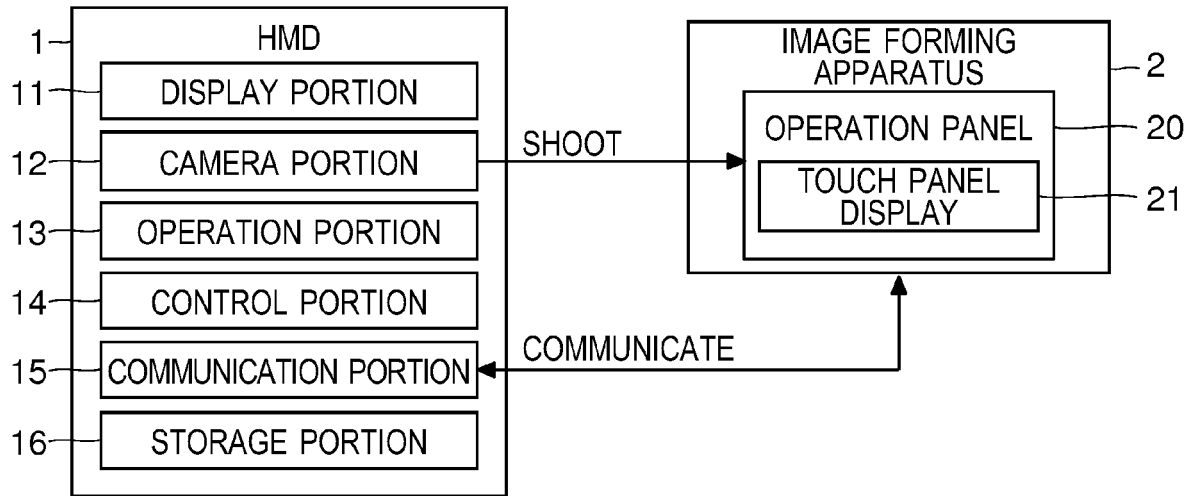 1
HMD
11
DISPLAY PORTION
12
CAMERA PORTION
13
OPERATION PORTION
14
CONTROL PORTION
15
COMMUNICATION PORTION
16
STORAGE PORTION
SHOOT
COMMUNICATE
IMAGE FORMING
APPARATUS
2
OPERATION PANEL
20
TOUCH PANEL
DISPLAY
21